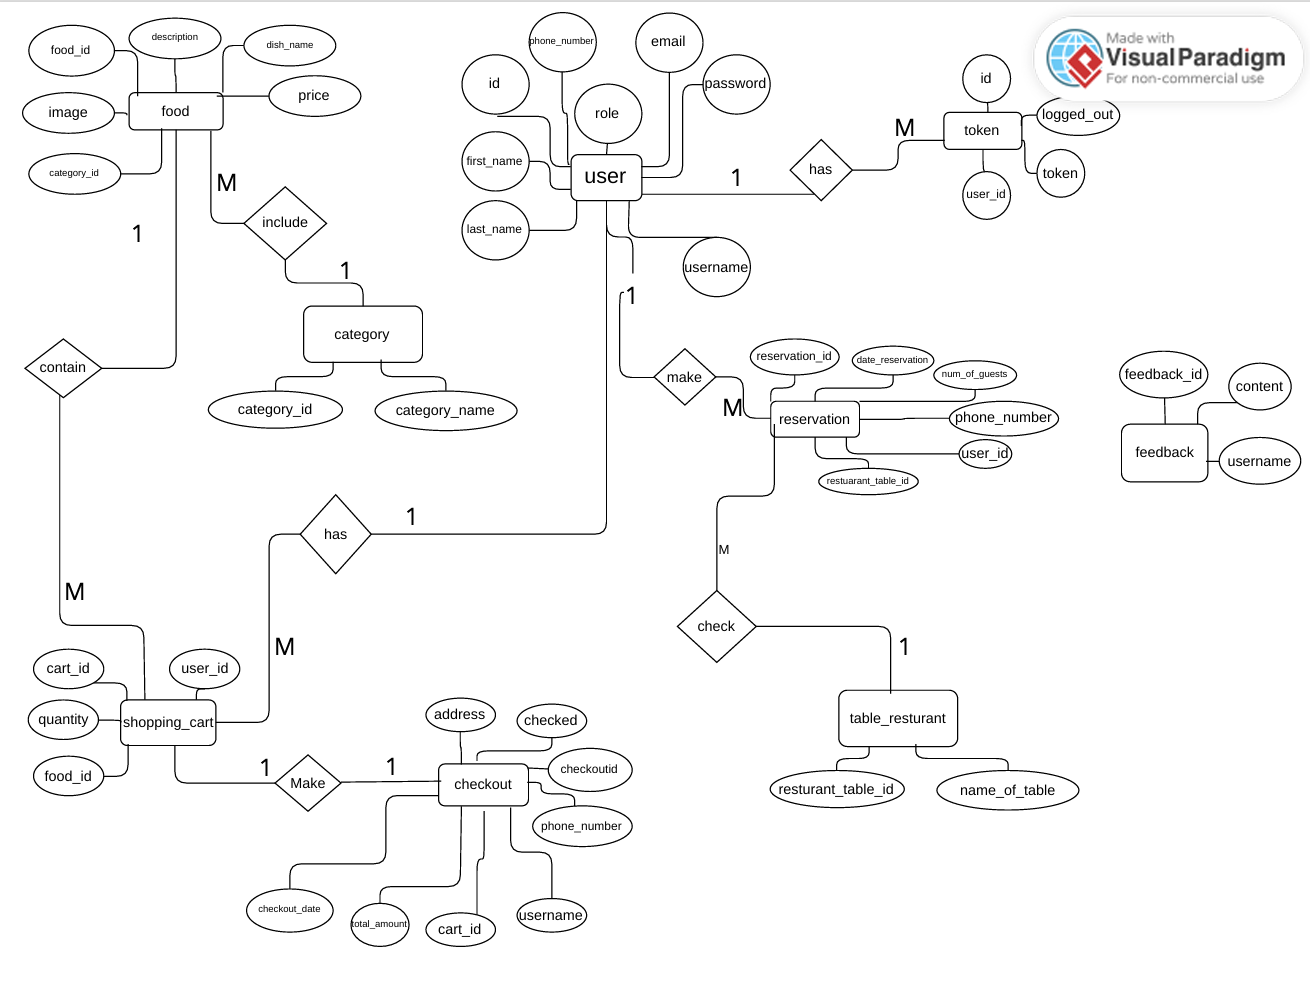 Made with
VisualParadigm
For non-commercial use
food_id
description
dish_name
image
food
price
category_id
M
1
include
1
category
category_id
category_name
contain
M
phone_number
email
id
password
role
first_name
user
last_name
username
1
has
M
id
token
logged_out
token
user_id
1
make
M
reservation_id
date_reservation
num_of_guests
reservation
phone_number
user_id
restuarant_table_id
feedback_id
content
feedback
username
has
1
M
M
check
1
table_resturant
resturant_table_id
name_of_table
cart_id
user_id
quantity
shopping_cart
food_id
1
Make
1
address
checked
checkout
checkoutid
phone_number
checkout_date
total_amount
cart_id
username